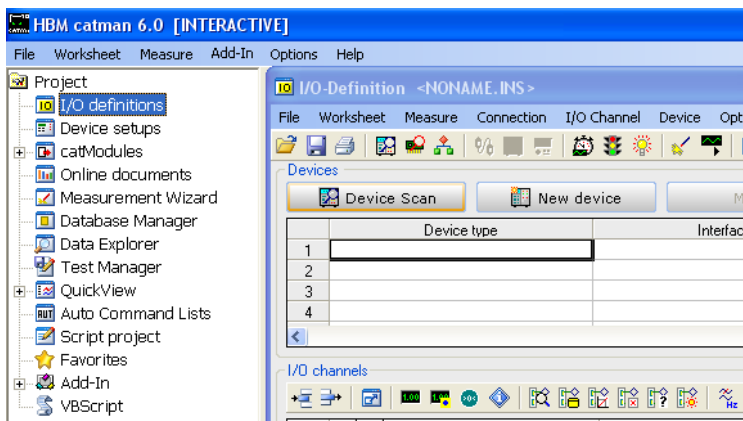 HBM catman 6.0 [INTERACTIVE]
File Worksheet Measure Add-In Options Help
Project
I/O definitions
Device setups
catModules
Online documents
Measurement Wizard
Database Manager
Data Explorer
Test Manager
QuickView
Auto Command Lists
Script project
Favorites
Add-In
VBScript
I/O-Definition <NONAME.INS>
File Worksheet Measure Connection I/O Channel Device Opt
Devices
Device Scan New device M
Device type Interfac
1
2
3
4
I/O channels